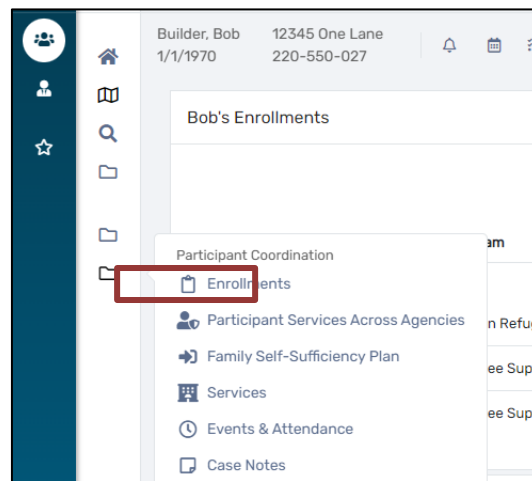 Builder, Bob 12345 One Lane
1/1/1970 220-550-027
Bob's Enrollments
am
Participant Coordination
Enrollments
Participant Services Across Agencies
n Refu
Family Self-Sufficiency Plan
ee Sup
Services
Events & Attendance
ee Sup
Case Notes